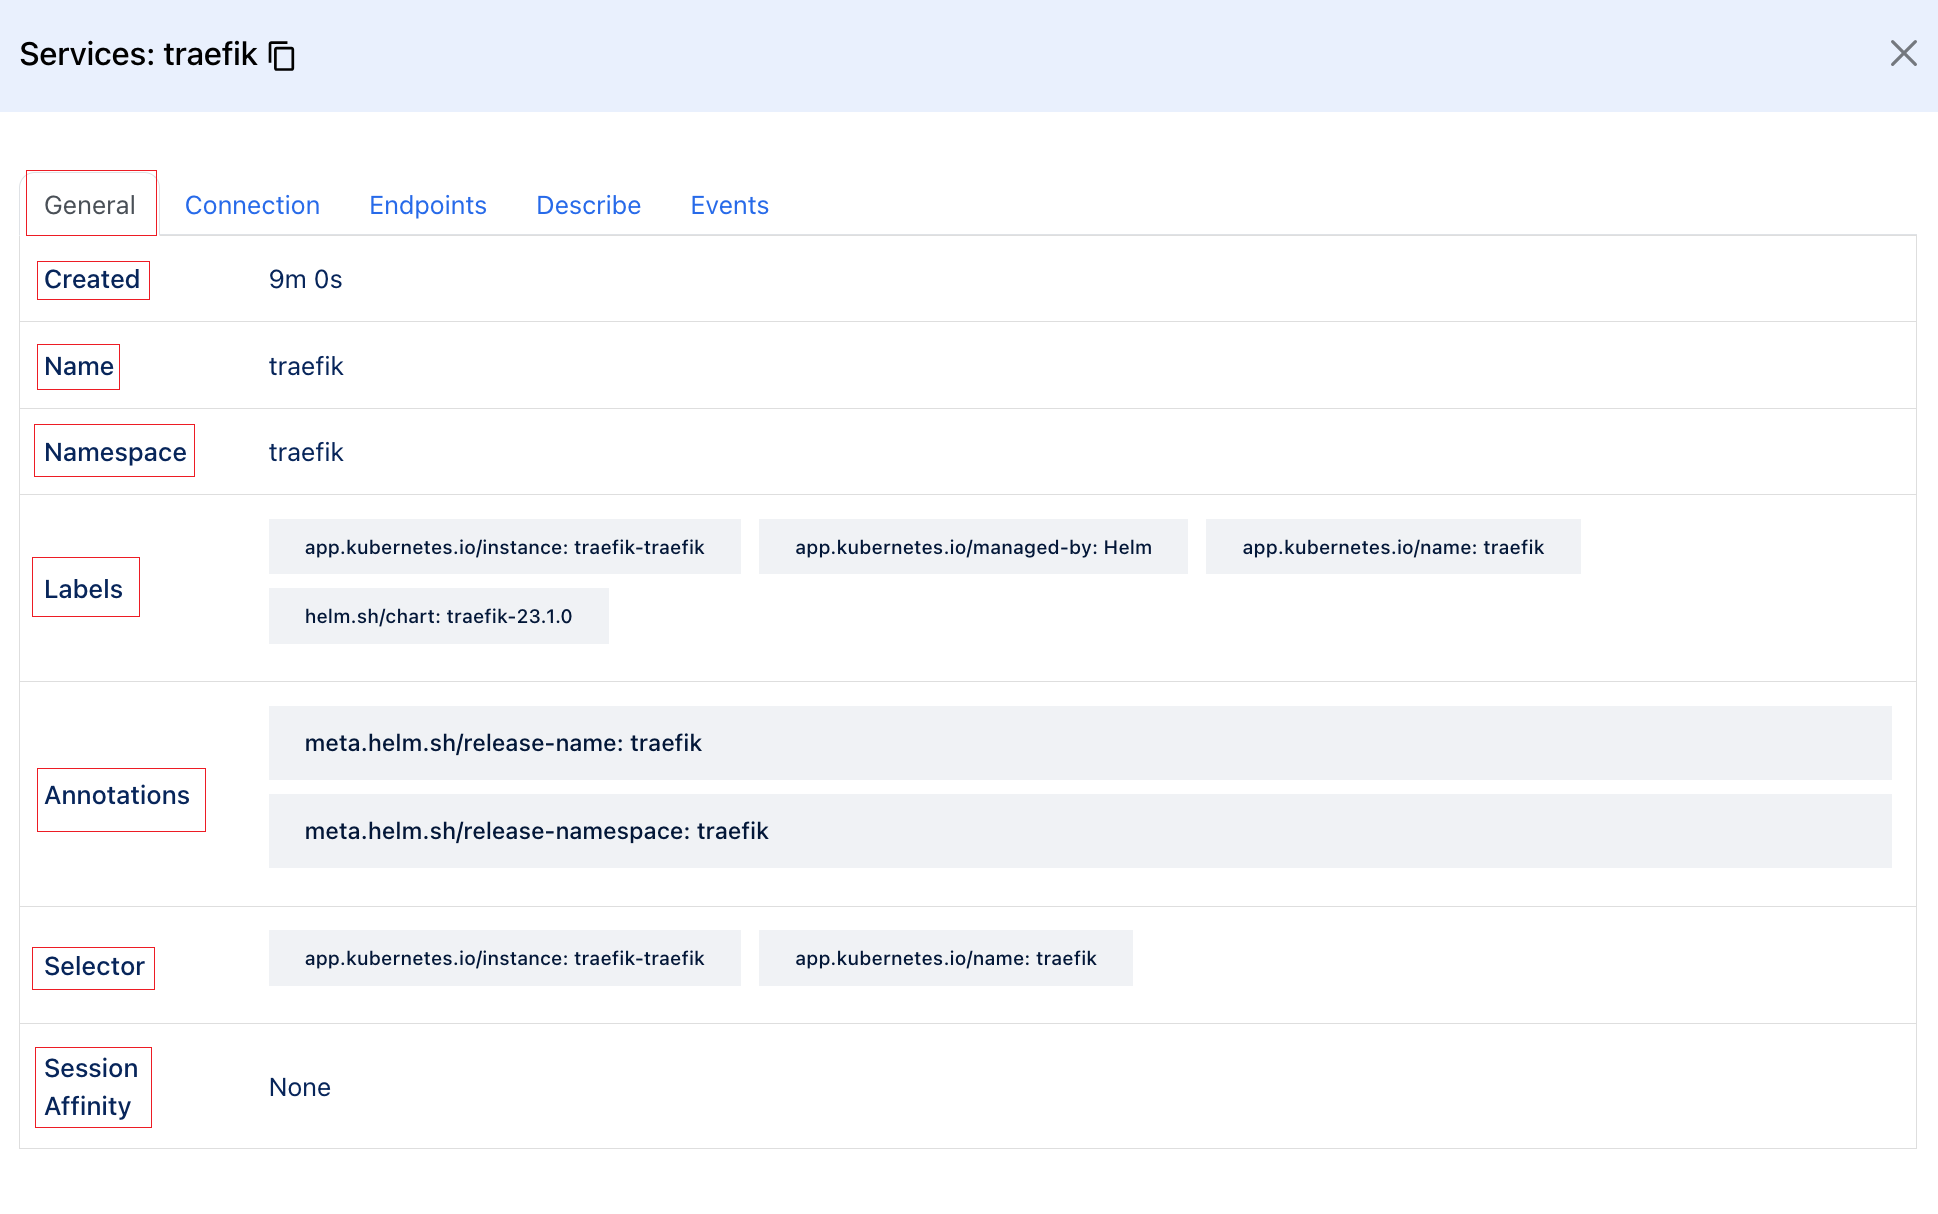 Services: traefik
General Connection Endpoints Describe Events
Created 9m 0s
Name traefik
Namespace traefik
Labels
app.kubernetes.io/instance: traefik-traefik app.kubernetes.io/managed-by: Helm app.kubernetes.io/name: traefik
helm.sh/chart: traefik-23.1.0
Annotations
meta.helm.sh/release-name: traefik
meta.helm.sh/release-namespace: traefik
Selector app.kubernetes.io/instance: traefik-traefik app.kubernetes.io/name: traefik
Session
Affinity
None